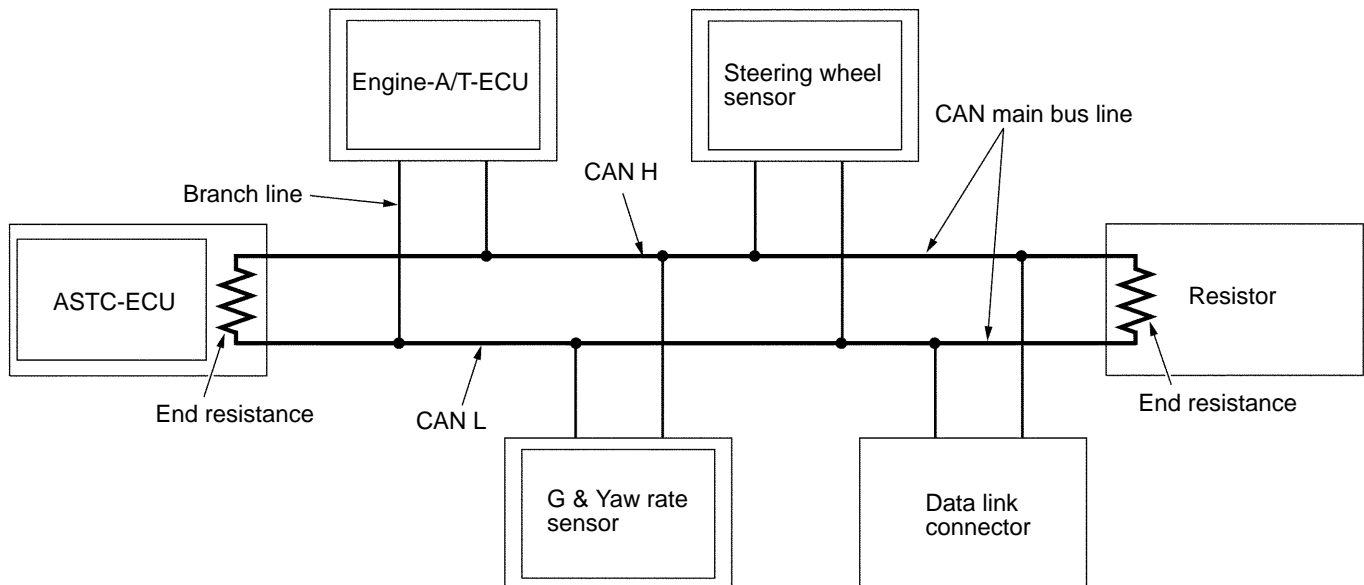 Engine-A/T-ECU
Steering wheel
sensor
CAN main bus line
CAN H
Branch line
ASTC-ECU
Resistor
End resistance
CAN L
End resistance
G & Yaw rate
sensor
Data link
connector